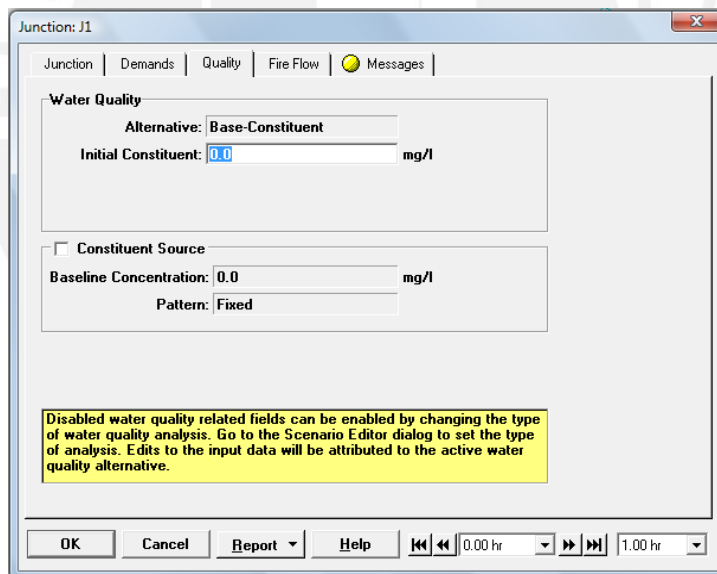 Junction: J1
Junction Demands Quality Fire Flow Messages
Water Quality
Alternative: Base-Constituent
Initial Constituent: 0.0 mg/l
Constituent Source
Baseline Concentration: 0.0 mg/l
Pattern: Fixed
Disabled water quality related fields can be enabled by changing the type
of water quality analysis. Go to the Scenario Editor dialog to set the type
of analysis. Edits to the input data will be attributed to the active water
quality alternative.
OK Cancel Report Help 0.00 hr 1.00 hr